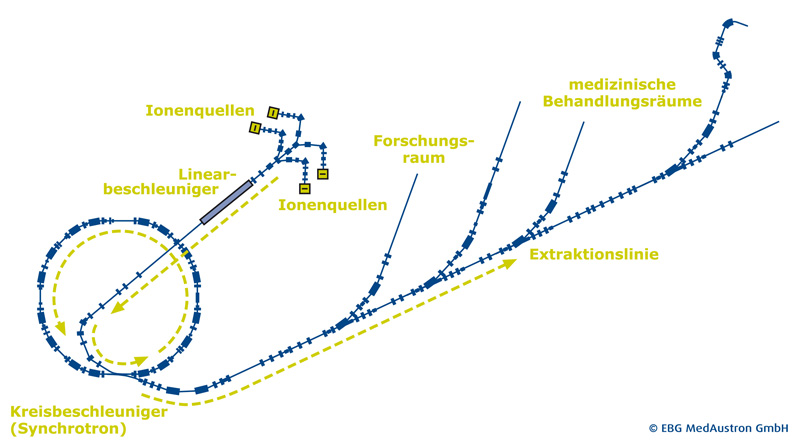 Ionenquellen
medizinische
Behandlungsräume
Forschungs-
raum
Linear-
beschleuniger
Ionenquellen
Extraktionslinie
Kreisbeschleuniger
(Synchrotron)
© EBG MedAustron GmbH